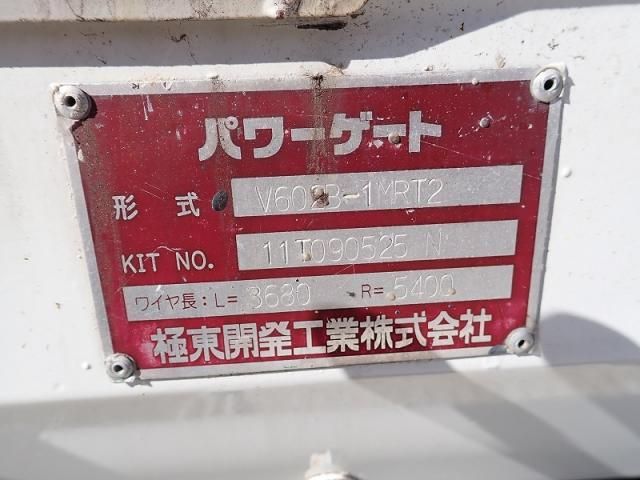 パワーゲート
形式 V602B-1MRT2
KIT NO. 11T090525 N
ワイヤ長:L= 3680 R= 5400
極東開発工業株式会社